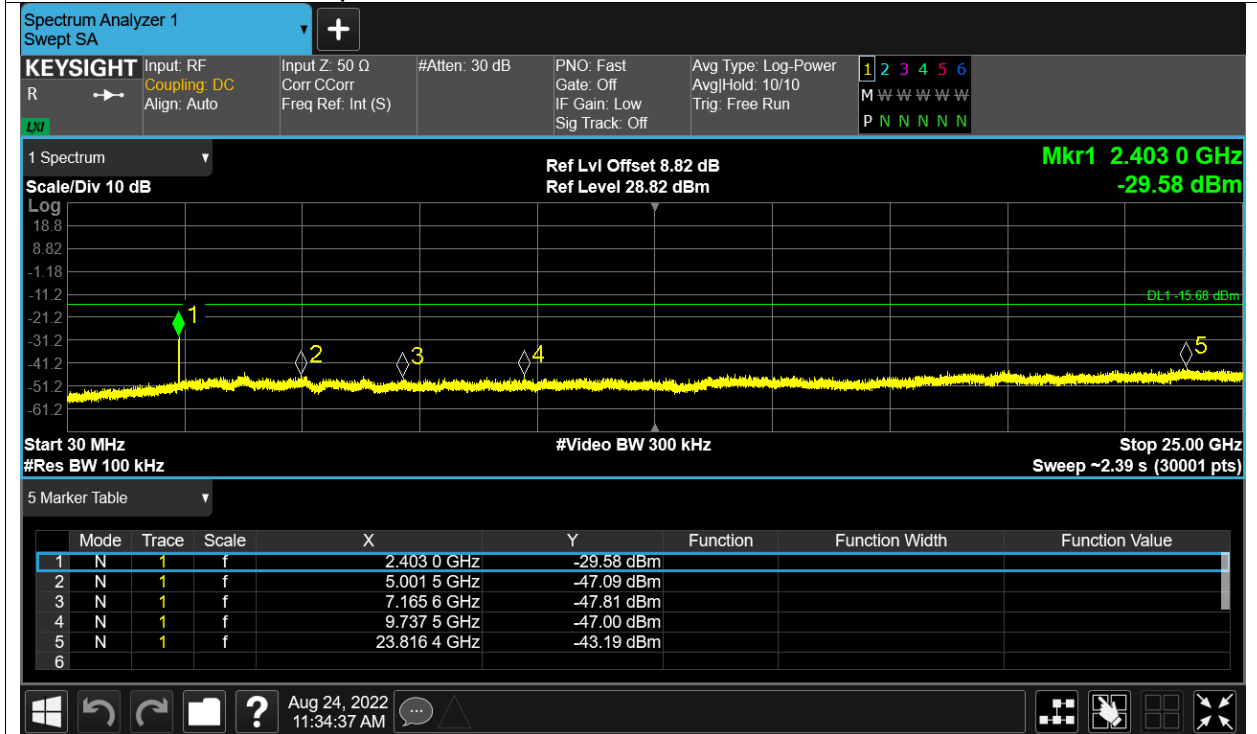 Spectrum Analyzer 1
Swept SA
+
KEYSIGHT Input: RF Input Z: 50 Ω #Atten: 30 dB PNO: Fast Avg Type: Log-Power 1 2 3 4 5 6
R Coupling: DC Corr CCorr Gate: Off Avg|Hold: 10/10 M W W W W W
Align: Auto Freq Ref: Int (S) IF Gain: Low Trig: Free Run
LXI Sig Track: Off P N N N N N
1 Spectrum Ref Lvl Offset 8.82 dB Mkr1 2.403 0 GHz
Scale/Div 10 dB Ref Level 28.82 dBm -29.58 dBm
Log
18.8
8.82
-1.18
-11.2 DL1 -15.68 dBm
-21.2 1
-31.2
-41.2 2 3 4 5
-51.2
-61.2
Start 30 MHz #Video BW 300 kHz Stop 25.00 GHz
#Res BW 100 kHz Sweep ~2.39 s (30001 pts)
5 Marker Table
Mode Trace Scale X Y Function Function Width Function Value
1 N 1 f 2.403 0 GHz -29.58 dBm
2 N 1 f 5.001 5 GHz -47.09 dBm
3 N 1 f 7.165 6 GHz -47.81 dBm
4 N 1 f 9.737 5 GHz -47.00 dBm
5 N 1 f 23.816 4 GHz -43.19 dBm
6
? Aug 24, 2022
11:34:37 AM